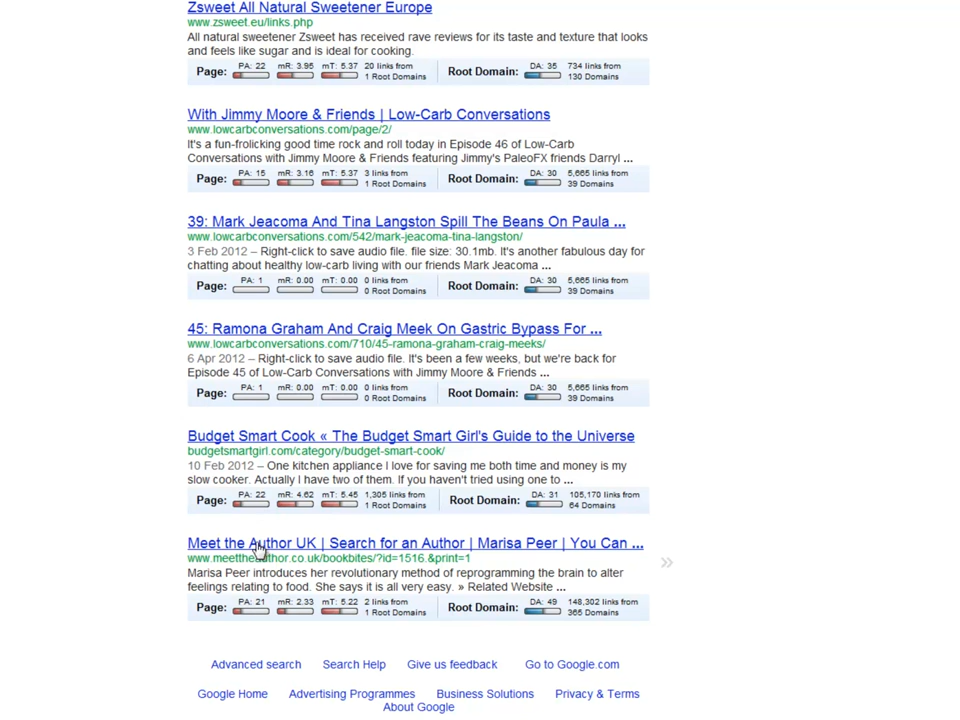 Zsweet All Natural Sweetener Europe
www.zsweet.eu/links.php
All natural sweetener Zsweet has received rave reviews for its taste and texture that looks
and feels like sugar and is ideal for cooking.
Page: PA: 22 mR: 3.95 mT: 5.37 20 links from 1 Root Domains Root Domain: DA: 35 734 links from 130 Domains
With Jimmy Moore & Friends | Low-Carb Conversations
www.lowcarbconversations.com/page/2/
It's a fun-frolicking good time rock and roll today in Episode 46 of Low-Carb
Conversations with Jimmy Moore & Friends featuring Jimmy's PaleoFX friends Darryl ...
Page: PA: 15 mR: 3.16 mT: 5.37 3 links from 1 Root Domains Root Domain: DA: 30 5,665 links from 39 Domains
39: Mark Jeacoma And Tina Langston Spill The Beans On Paula ...
www.lowcarbconversations.com/542/mark-jeacoma-tina-langston/
3 Feb 2012 – Right-click to save audio file. file size: 30.1mb. It's another fabulous day for
chatting about healthy low-carb living with our friends Mark Jeacoma ...
Page: PA: 1 mR: 0.00 mT: 0.00 0 links from 0 Root Domains Root Domain: DA: 30 5,665 links from 39 Domains
45: Ramona Graham And Craig Meek On Gastric Bypass For ...
www.lowcarbconversations.com/710/45-ramona-graham-craig-meeks/
6 Apr 2012 – Right-click to save audio file. It's been a few weeks, but we're back for
Episode 45 of Low-Carb Conversations with Jimmy Moore & Friends ...
Page: PA: 1 mR: 0.00 mT: 0.00 0 links from 0 Root Domains Root Domain: DA: 30 5,665 links from 39 Domains
Budget Smart Cook « The Budget Smart Girl's Guide to the Universe
budgetsmartgirl.com/category/budget-smart-cook/
10 Feb 2012 – One kitchen appliance I love for saving me both time and money is my
slow cooker. Actually I have two of them. If you haven't tried using one to ...
Page: PA: 22 mR: 4.62 mT: 5.45 1,305 links from 1 Root Domains Root Domain: DA: 31 105,170 links from 64 Domains
Meet the Author UK | Search for an Author | Marisa Peer | You Can ...
www.meettheauthor.co.uk/bookbites/?id=1516.&print=1
Marisa Peer introduces her revolutionary method of reprogramming the brain to alter
feelings relating to food. She says it is all very easy. » Related Website ...
Page: PA: 21 mR: 2.33 mT: 5.22 2 links from 1 Root Domains Root Domain: DA: 49 148,302 links from 365 Domains
»
Advanced search Search Help Give us feedback Go to Google.com
Google Home Advertising Programmes Business Solutions Privacy & Terms
About Google